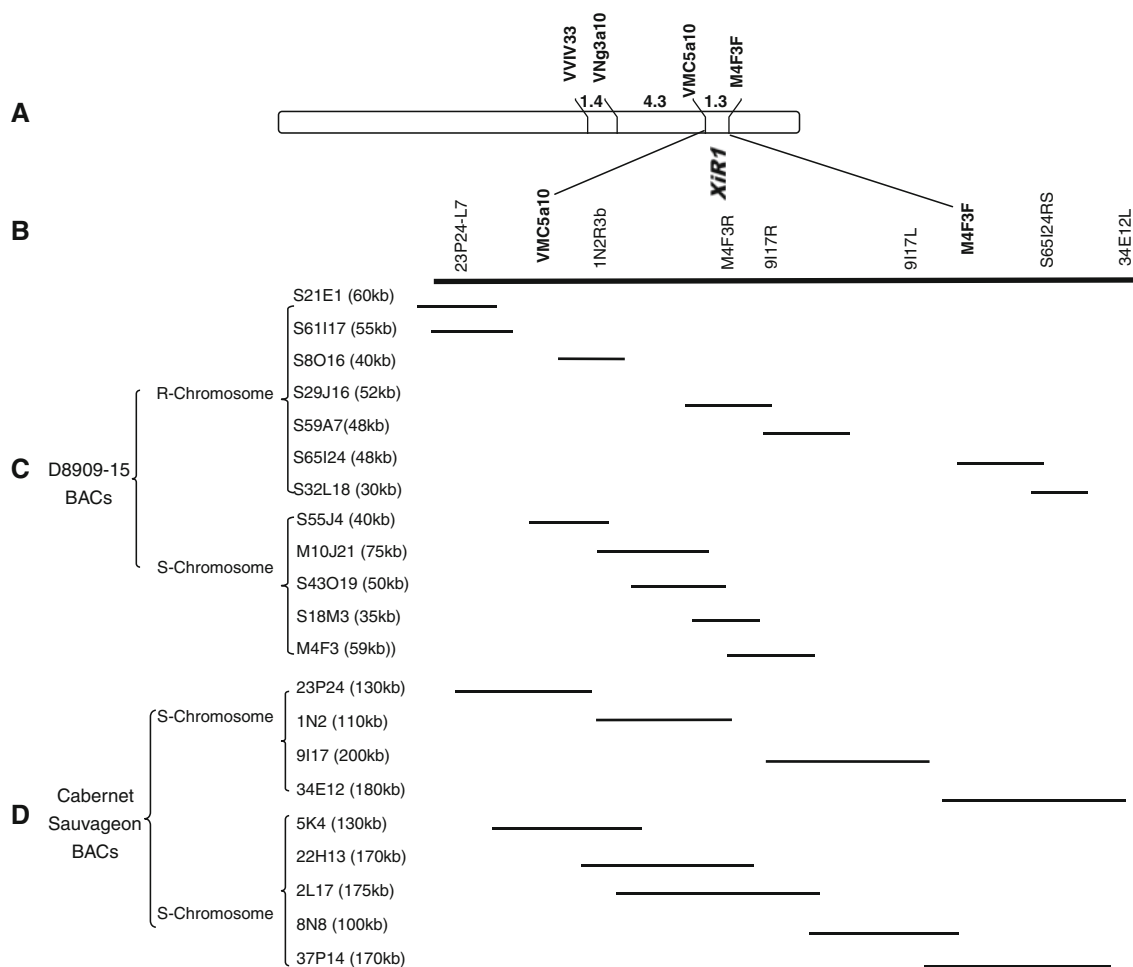 A
VVIV33
VNg3a10
VMC5a10
M4F3F
1.4
4.3
1.3
XiR1
B
23P24-L7
VMC5a10
1N2R3b
M4F3R
9I17R
9I17L
M4F3F
S65I24RS
34E12L
C
D8909-15
BACs
R-Chromosome
S21E1 (60kb)
S61I17 (55kb)
S8O16 (40kb)
S29J16 (52kb)
S59A7(48kb)
S65I24 (48kb)
S32L18 (30kb)
S-Chromosome
S55J4 (40kb)
M10J21 (75kb)
S43O19 (50kb)
S18M3 (35kb)
M4F3 (59kb))
D
Cabernet
Sauvageon
BACs
S-Chromosome
23P24 (130kb)
1N2 (110kb)
9I17 (200kb)
34E12 (180kb)
S-Chromosome
5K4 (130kb)
22H13 (170kb)
2L17 (175kb)
8N8 (100kb)
37P14 (170kb)